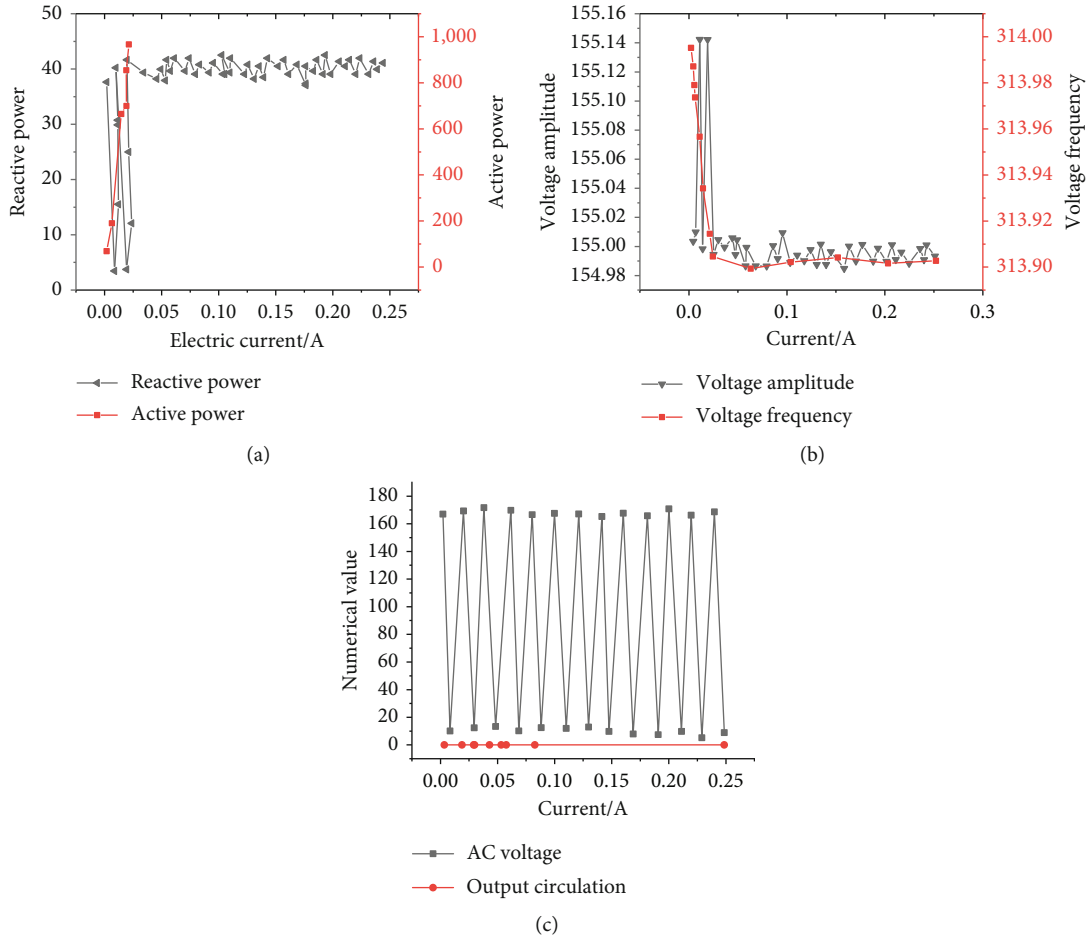 50
40
30
20
10
0
Reactive power
1,000
800
600
400
200
0
Active power
0.00 0.05 0.10 0.15 0.20 0.25
Electric current/A
Reactive power
Active power
(a)
155.16
155.14
155.12
155.10
155.08
155.06
155.04
155.02
155.00
154.98
Voltage amplitude
314.00
313.98
313.96
313.94
313.92
313.90
Voltage frequency
0.0 0.1 0.2 0.3
Current/A
Voltage amplitude
Voltage frequency
(b)
180
160
140
120
100
80
60
40
20
0
Numerical value
0.00 0.05 0.10 0.15 0.20 0.25
Current/A
AC voltage
Output circulation
(c)